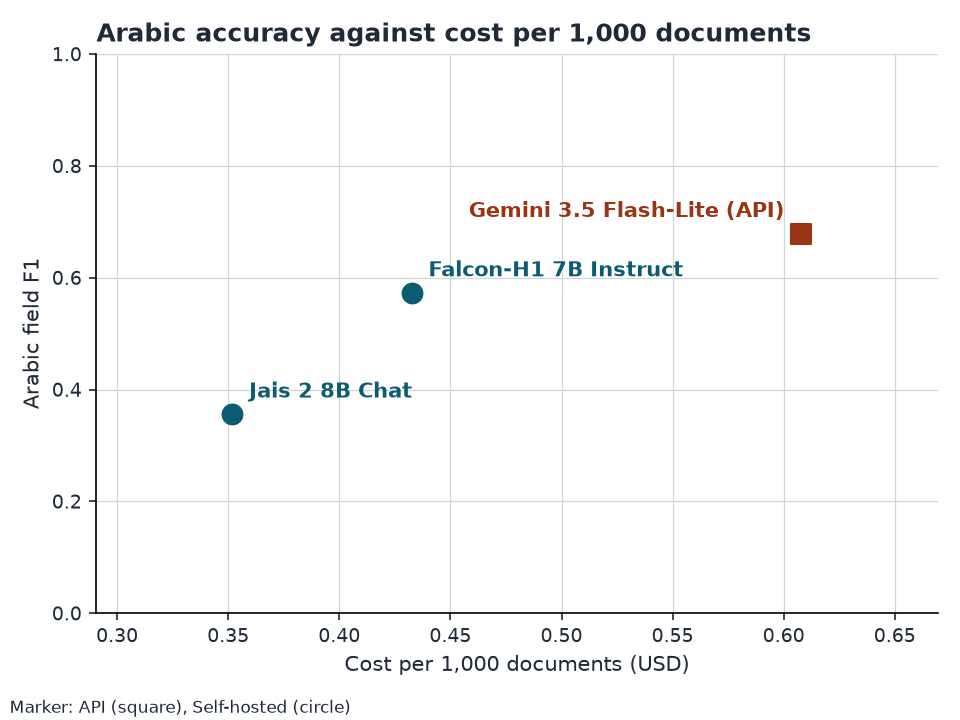 Arabic accuracy against cost per 1,000 documents
1.0
0.8
0.6
0.4
0.2
0.0
Arabic field F1
Gemini 3.5 Flash-Lite (API)
Falcon-H1 7B Instruct
Jais 2 8B Chat
0.30 0.35 0.40 0.45 0.50 0.55 0.60 0.65
Cost per 1,000 documents (USD)
Marker: API (square), Self-hosted (circle)